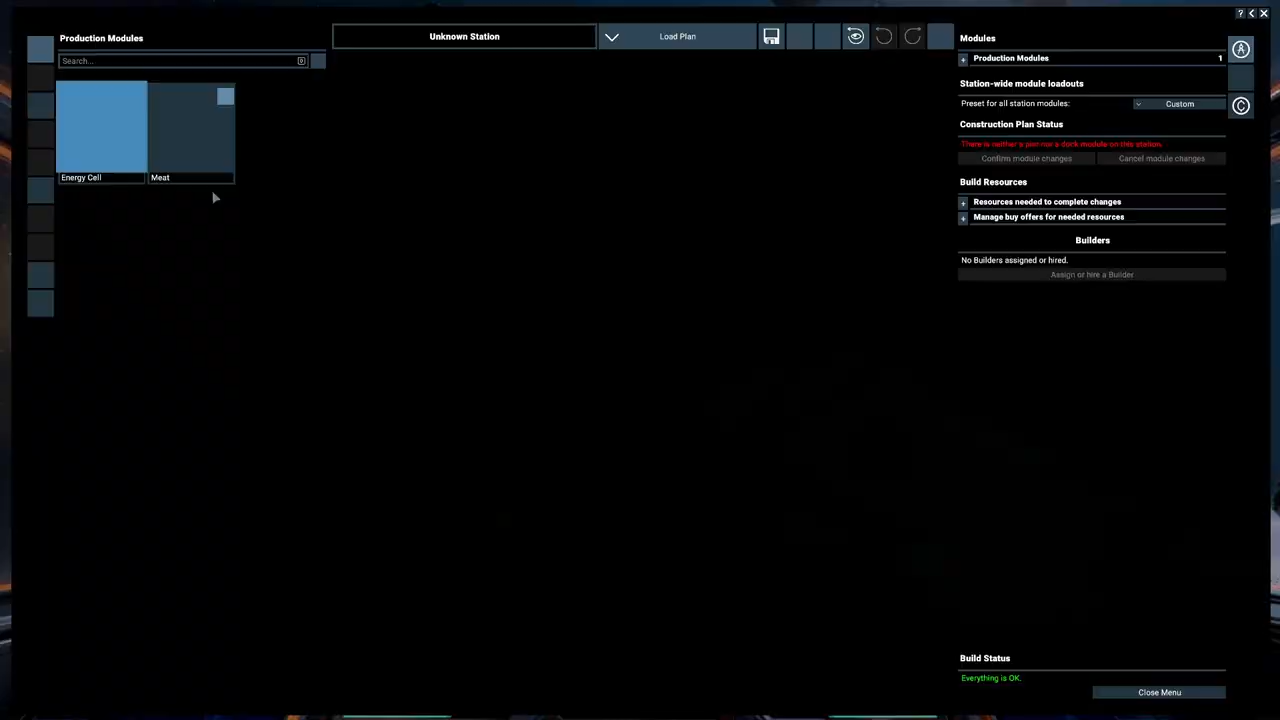 Production Modules
Search...
Energy Cell
Meat
Unknown Station
Load Plan
Modules
Production Modules 1
Station-wide module loadouts
Preset for all station modules: Custom
Construction Plan Status
There is neither a pier nor a dock module on this station.
Confirm module changes Cancel module changes
Build Resources
Resources needed to complete changes
Manage buy offers for needed resources
Builders
No Builders assigned or hired.
Assign or hire a Builder
Build Status
Everything is OK.
Close Menu